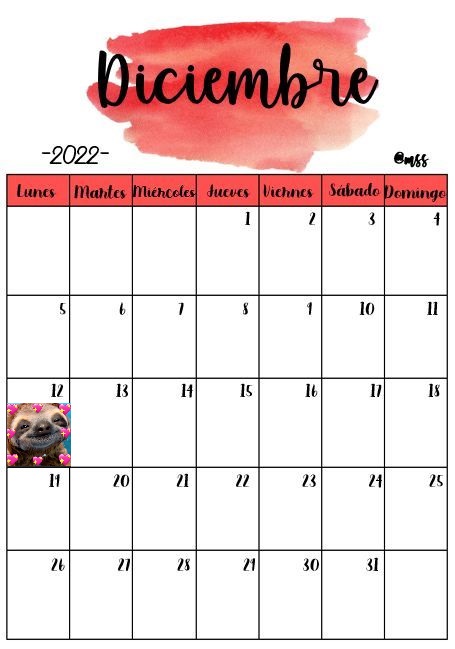 Diciembre
-2022-
@mss
Lunes Martes Miércoles Jueves Viernes Sábado Domingo
1 2 3 4
5 6 7 8 9 10 11
12 13 14 15 16 17 18
19 20 21 22 23 24 25
26 27 28 29 30 31